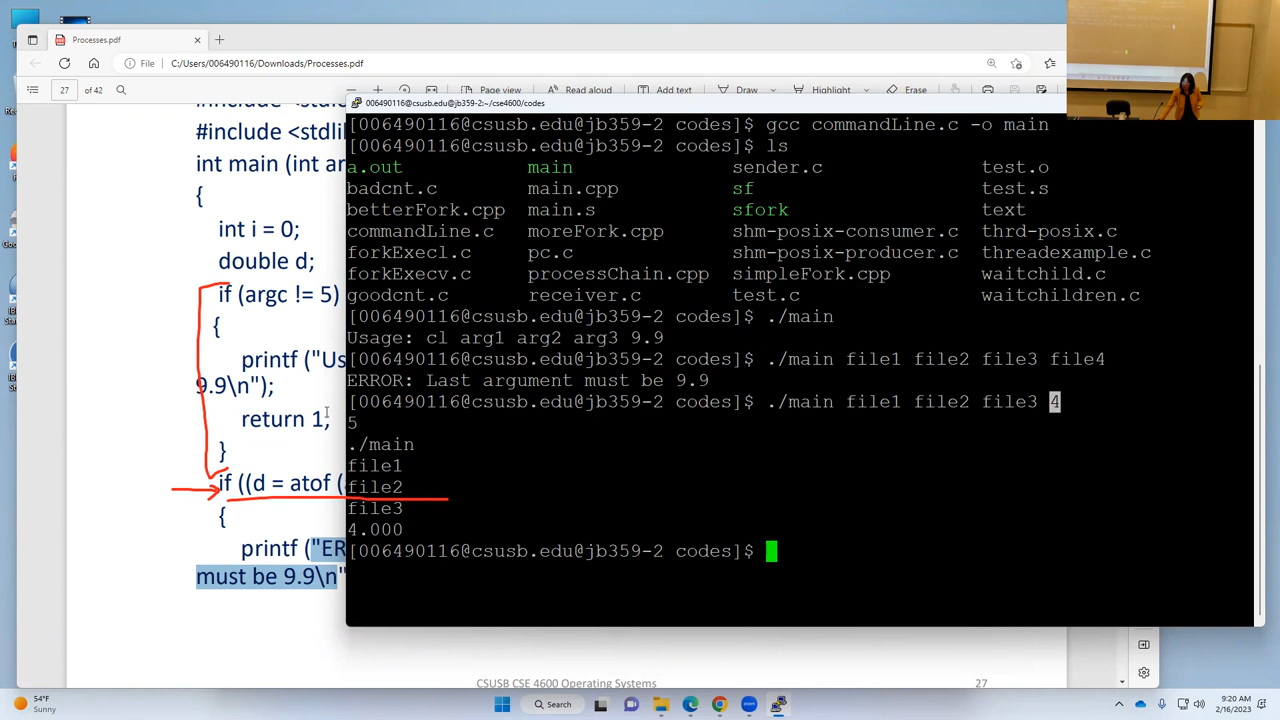 Processes.pdf
File
C:/Users/006490116/Downloads/Processes.pdf
27 of 42
Read aloud
Add text
Draw
Highlight
Erase
#include <stdl
int main (int ar
{
int i = 0;
double d;
if (argc != 5)
{
printf ("Us
9.9\n");
return 1;
}
if ((d = atof (
{
printf ("ER
must be 9.9\n"
CSUSB CSE 4600 Operating Systems
27
006490116@csusb.edu@jb359-2:~/cse4600/codes
[006490116@csusb.edu@jb359-2 codes]$ gcc commandLine.c -o main
[006490116@csusb.edu@jb359-2 codes]$ ls
a.out main sender.c test.o
badcnt.c main.cpp sf test.s
betterFork.cpp main.s sfork text
commandLine.c moreFork.cpp shm-posix-consumer.c thrd-posix.c
forkExecl.c pc.c shm-posix-producer.c threadexample.c
forkExecv.c processChain.cpp simpleFork.cpp waitchild.c
goodcnt.c receiver.c test.c waitchildren.c
[006490116@csusb.edu@jb359-2 codes]$ ./main
Usage: cl arg1 arg2 arg3 9.9
[006490116@csusb.edu@jb359-2 codes]$ ./main file1 file2 file3 file4
ERROR: Last argument must be 9.9
[006490116@csusb.edu@jb359-2 codes]$ ./main file1 file2 file3 4
5
./main
file1
file2
file3
4.000
[006490116@csusb.edu@jb359-2 codes]$
54°F
Sunny
Search
9:20 AM
2/16/2023